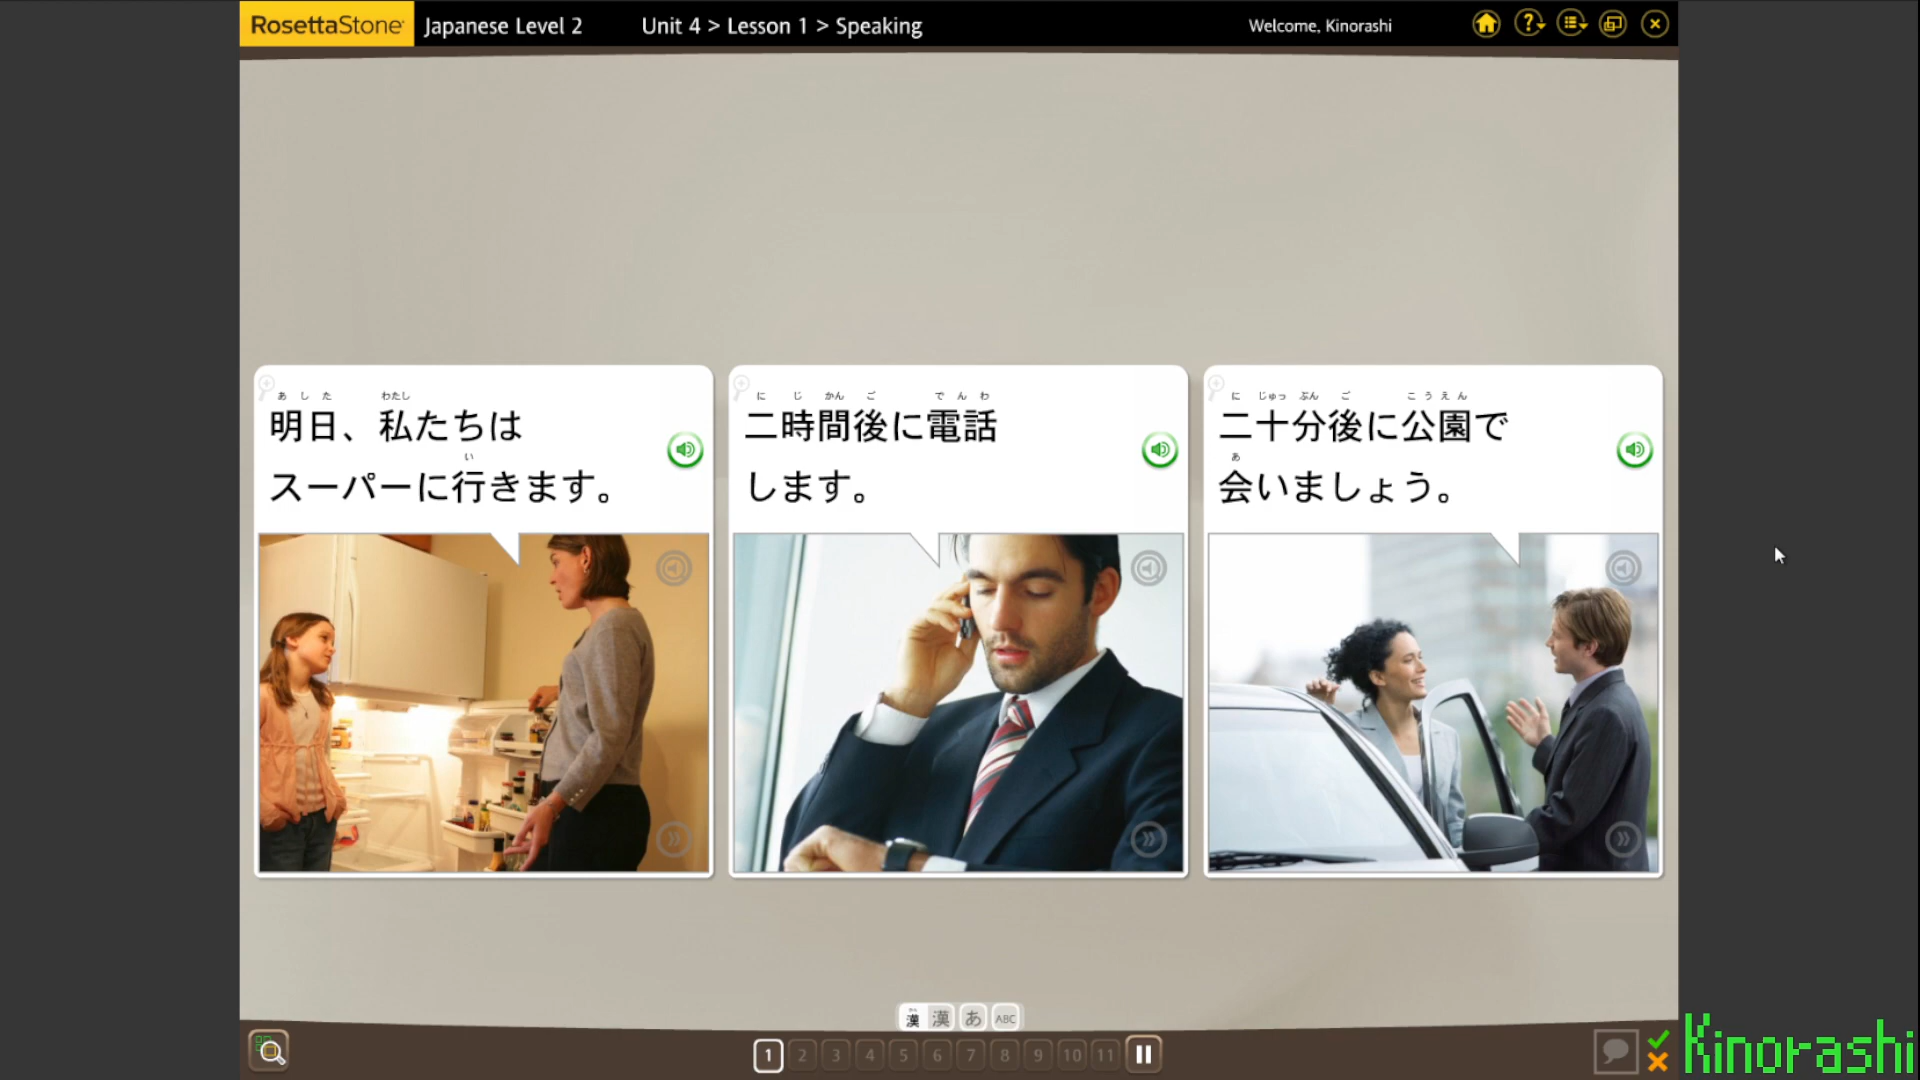 RosettaStone Japanese Level 2 Unit 4 > Lesson 1 > Speaking Welcome, Kinorashi
あした わたし
明日、私たちは
い
スーパーに行きます。
に じ かん ご でんわ
二時間後に電話
します。
に じゅっ ぷん ご こうえん
二十分後に公園で
あ
会いましょう。
漢 漢 あ ABC
1 2 3 4 5 6 7 8 9 10 11
Kinorashi